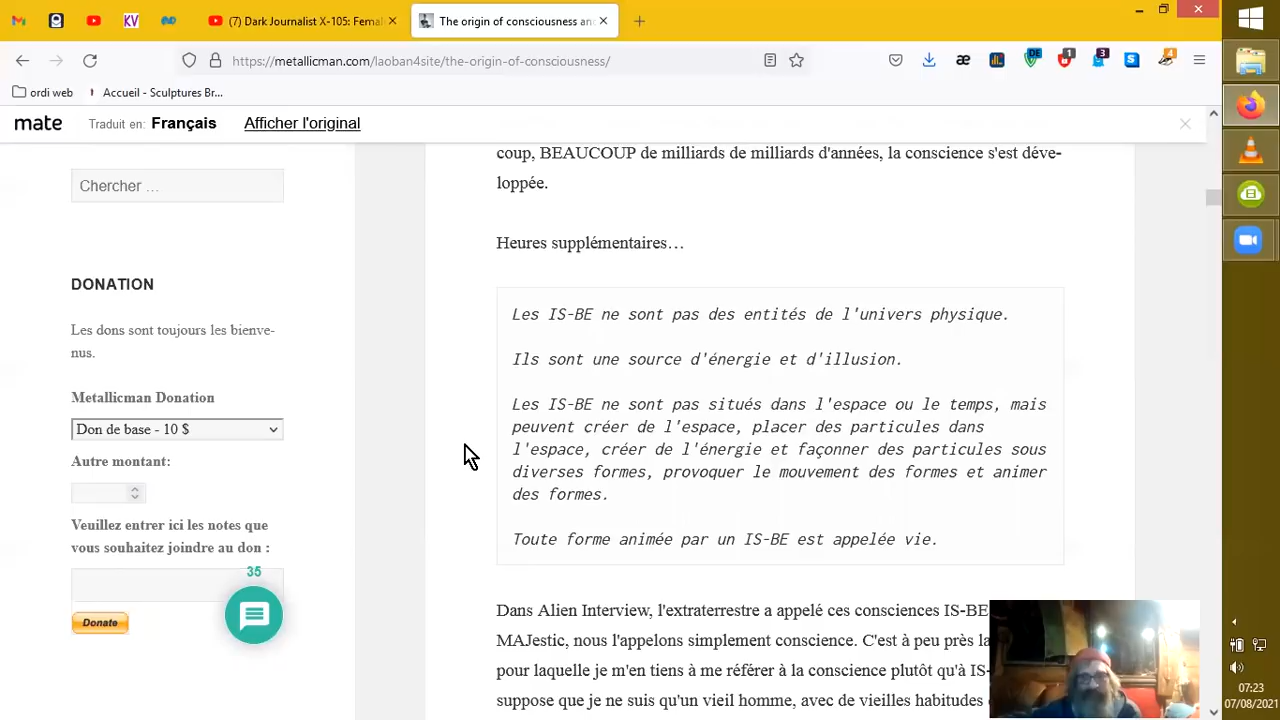 (7) Dark Journalist X-105: Femal
The origin of consciousness and
https://metallicman.com/laoban4site/the-origin-of-consciousness/
ordi web
Accueil - Sculptures Br...
mate
Traduit en: Français
Afficher l'original
Chercher …
DONATION
Les dons sont toujours les bienve-
nus.
Metallicman Donation
Don de base - 10 $
Autre montant:
Veuillez entrer ici les notes que
vous souhaitez joindre au don :
35
Donate
coup, BEAUCOUP de milliards de milliards d'années, la conscience s'est déve-
loppée.
Heures supplémentaires…
Les IS-BE ne sont pas des entités de l'univers physique.
Ils sont une source d'énergie et d'illusion.
Les IS-BE ne sont pas situés dans l'espace ou le temps, mais
peuvent créer de l'espace, placer des particules dans
l'espace, créer de l'énergie et façonner des particules sous
diverses formes, provoquer le mouvement des formes et animer
des formes.
Toute forme animée par un IS-BE est appelée vie.
Dans Alien Interview, l'extraterrestre a appelé ces consciences IS-BE
MAJestic, nous l'appelons simplement conscience. C'est à peu près la
pour laquelle je m'en tiens à me référer à la conscience plutôt qu'à IS-
suppose que je ne suis qu'un vieil homme, avec de vieilles habitudes
KV
DE
1
3
4
07:23
07/08/2021